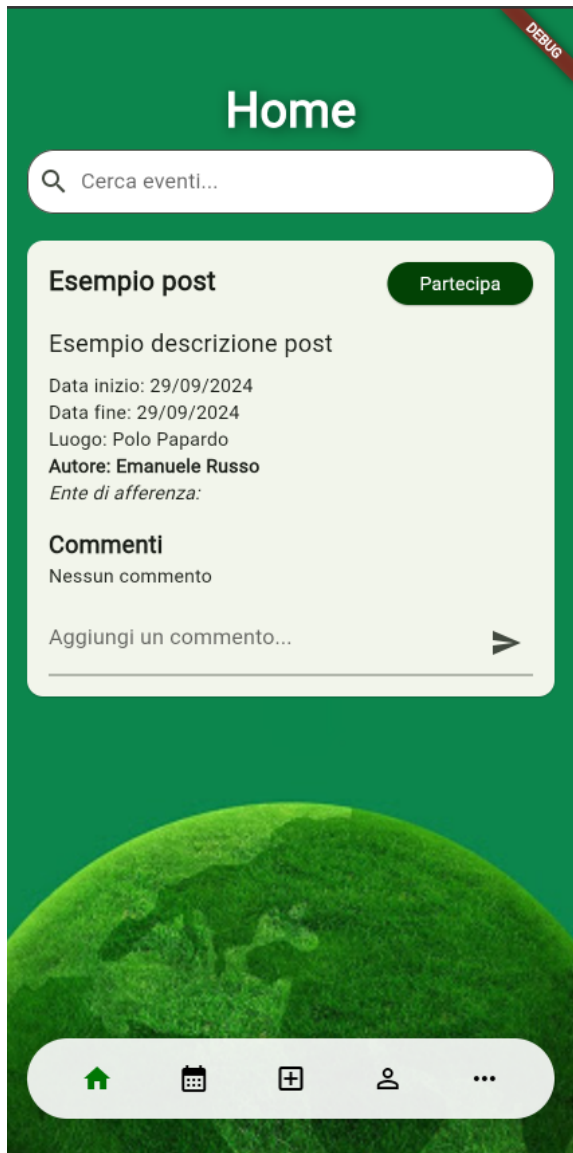 DEBUG
Home
Cerca eventi...
Esempio post
Partecipa
Esempio descrizione post
Data inizio: 29/09/2024
Data fine: 29/09/2024
Luogo: Polo Papardo
Autore: Emanuele Russo
Ente di afferenza:
Commenti
Nessun commento
Aggiungi un commento...